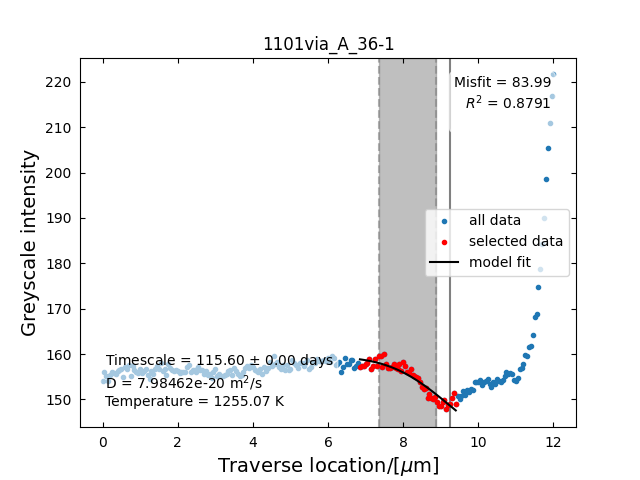 1101via_A_36-1
Misfit = 83.99
R² = 0.8791
220
210
200
190
180
170
160
150
Greyscale intensity
all data
selected data
model fit
Timescale = 115.60 ± 0.00 days
D = 7.98462e-20 m²/s
Temperature = 1255.07 K
0 2 4 6 8 10 12
Traverse location/[μm]